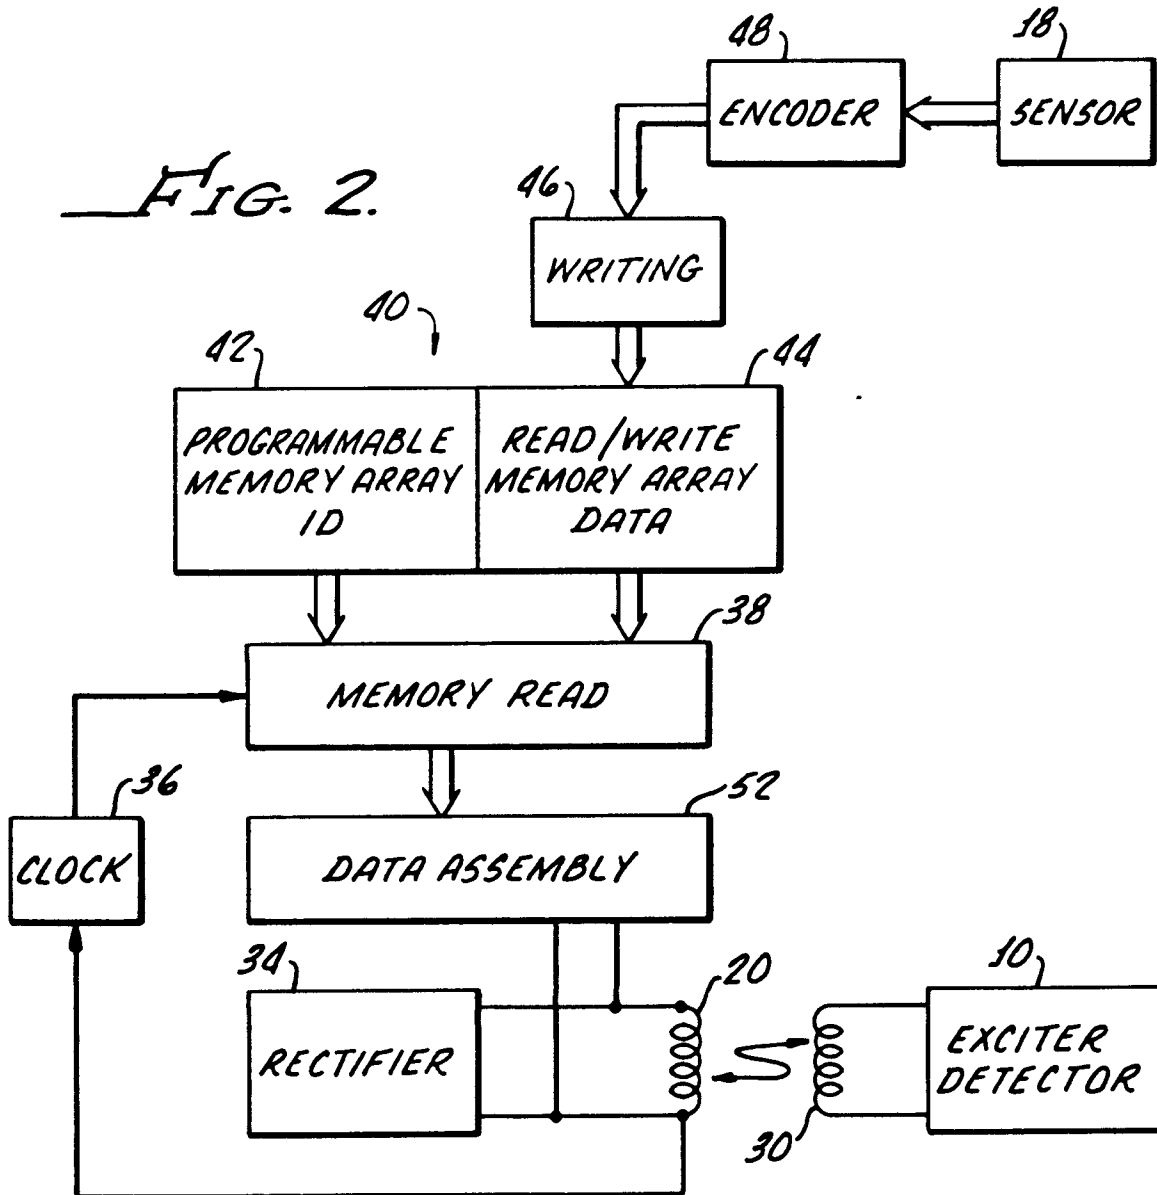 48
18
ENCODER
SENSOR
FIG. 2.
46
WRITING
40
42
44
PROGRAMMABLE
MEMORY ARRAY
ID
READ/WRITE
MEMORY ARRAY
DATA
38
MEMORY READ
36
52
CLOCK
DATA ASSEMBLY
34
20
10
RECTIFIER
EXCITER
DETECTOR
30